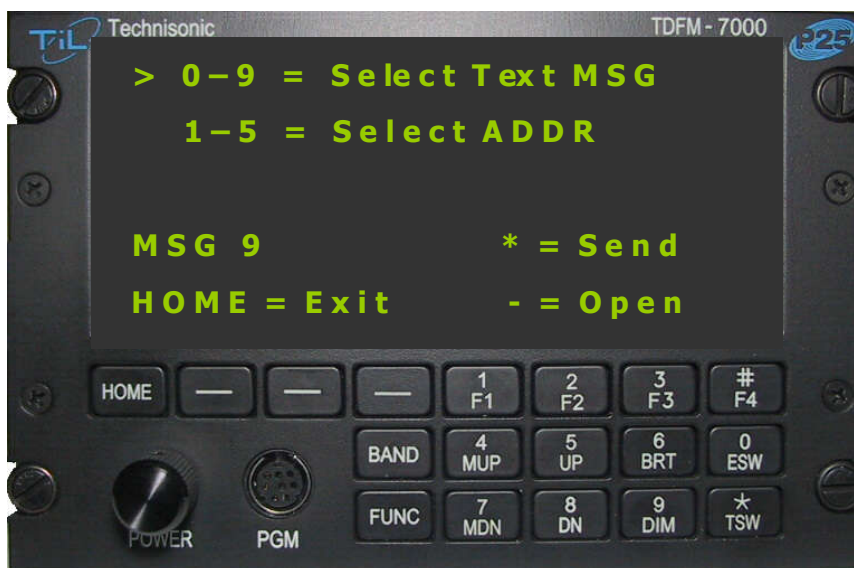 TiL Technisonic TDFM - 7000 P25
> 0-9 = Select Text MSG
1-5 = Select ADDR
MSG 9 * = Send
HOME = Exit - = Open
HOME — — — 1 F1 2 F2 3 F3 # F4
BAND 4 MUP 5 UP 6 BRT 0 ESW
FUNC 7 MDN 8 DN 9 DIM * TSW
POWER PGM